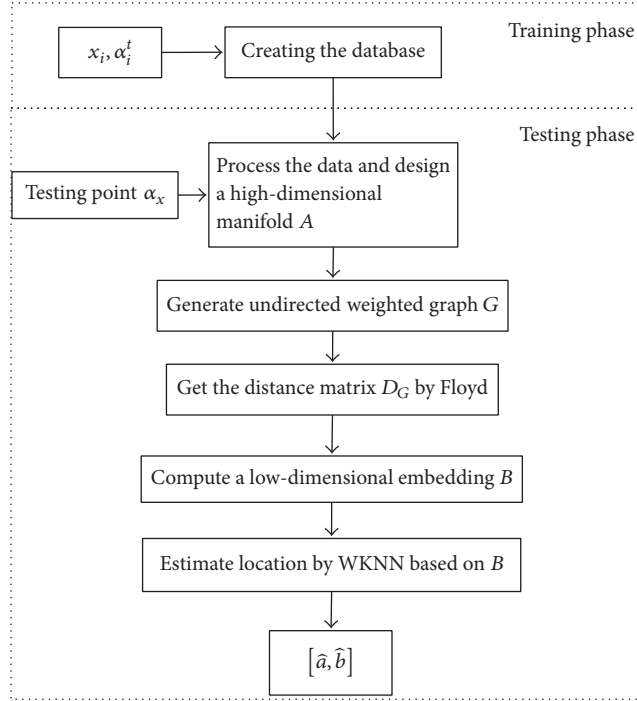 Training phase
x_i, α_i^t
Creating the database
Testing phase
Process the data and design
a high-dimensional
manifold A
Testing point α_x
Generate undirected weighted graph G
Get the distance matrix D_G by Floyd
Compute a low-dimensional embedding B
Estimate location by WKNN based on B
[â, b̂]